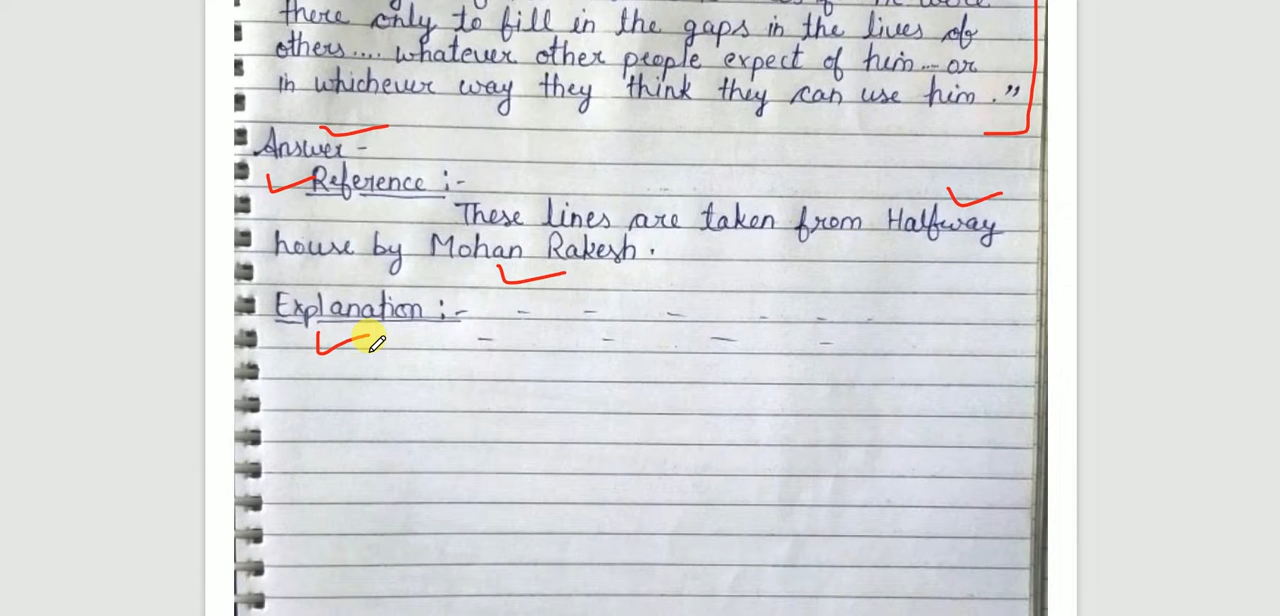 there only to fill in the gaps in the lives of
others.... whatever other people expect of him... or
in whichever way they think they can use him."
Answer -
Reference :-
These lines are taken from Halfway
house by Mohan Rakesh.
Explanation :- - - - - -
- - - -